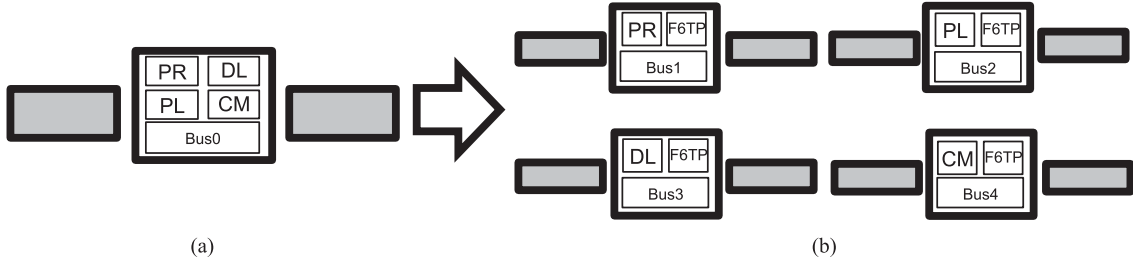 PR DL
PL CM
Bus0
(a)
PR F6TP
Bus1
PL F6TP
Bus2
DL F6TP
Bus3
CM F6TP
Bus4
(b)